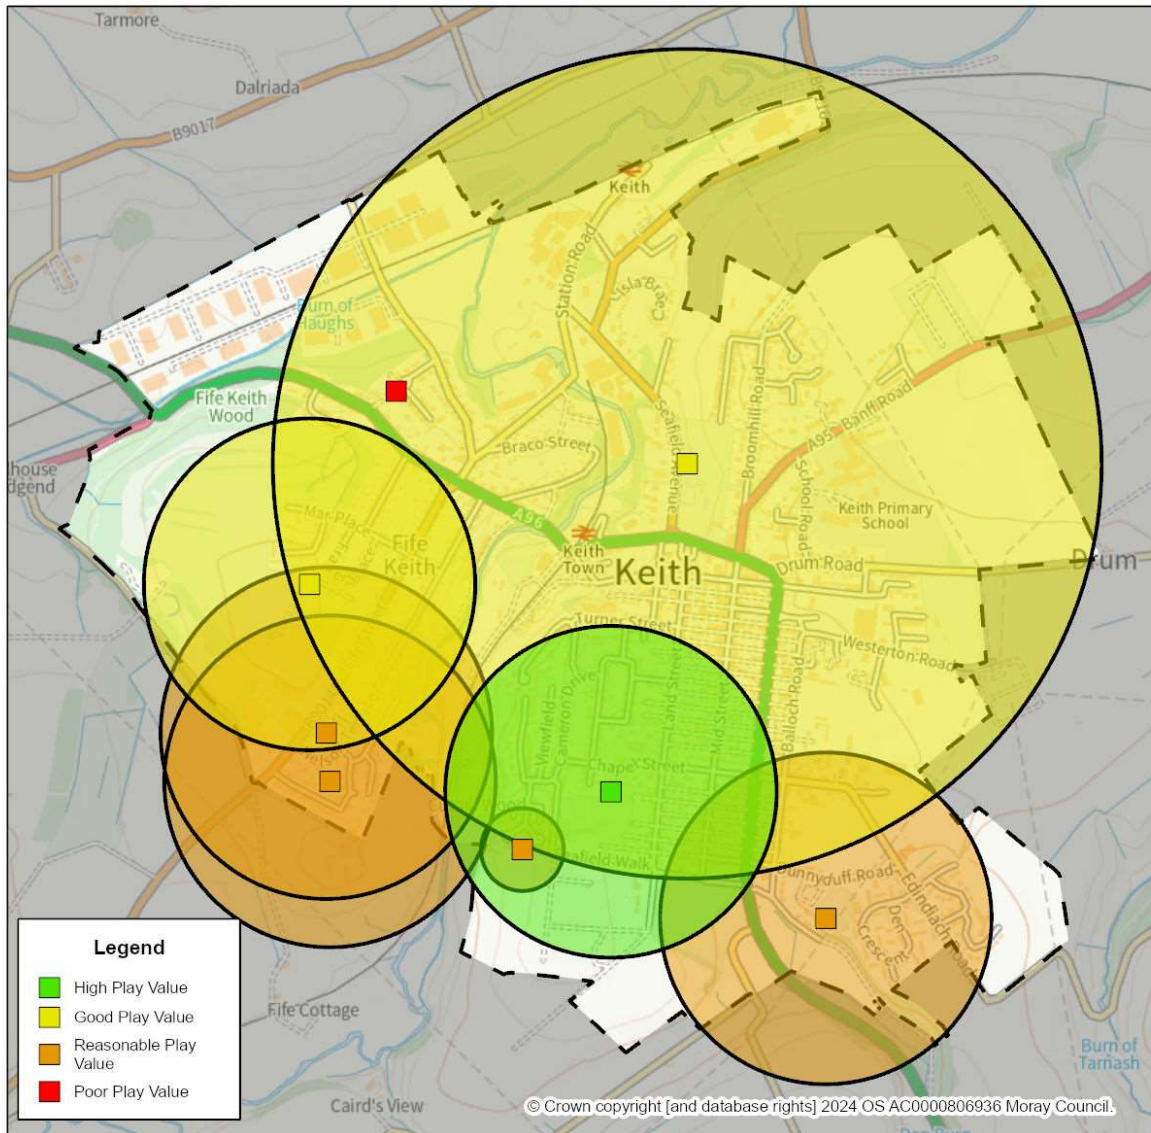 Tarmore
Dalriada
B9017
Keith
Station Road
Isla Brae
Burn of
Haughs
Fife Keith
Wood
Braco Street
Seafield Avenue
Broomhill Road
A95
Banff Road
School Road
Keith Primary
School
Mar Place
Fife
Keith
A96
Keith
Town
Keith
Drum Road
Drum
Turner Street
Westerton Road
Cameron Drive
Land Street
Mid Street
Balloch Road
Chapel Street
Dunnyduff Road
Edindiach Road
Den
Crescent
Legend
High Play Value
Good Play Value
Reasonable Play
Value
Poor Play Value
Fife Cottage
Caird's View
Burn of
Tarnash
© Crown copyright [and database rights] 2024 OS AC0000806936 Moray Council.